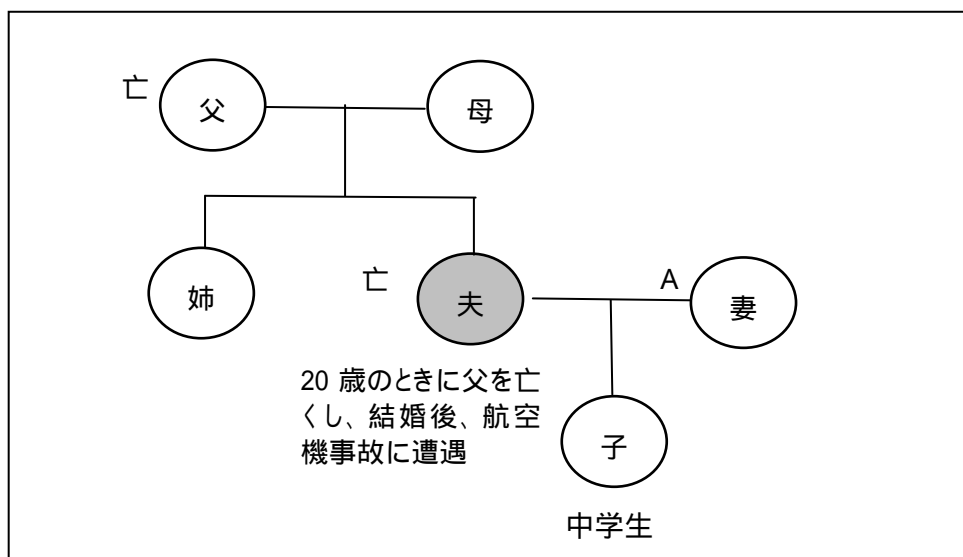 亡
父
母
姉
亡
夫
A
妻
20 歳のときに父を亡
くし、結婚後、航空
機事故に遭遇
子
中学生